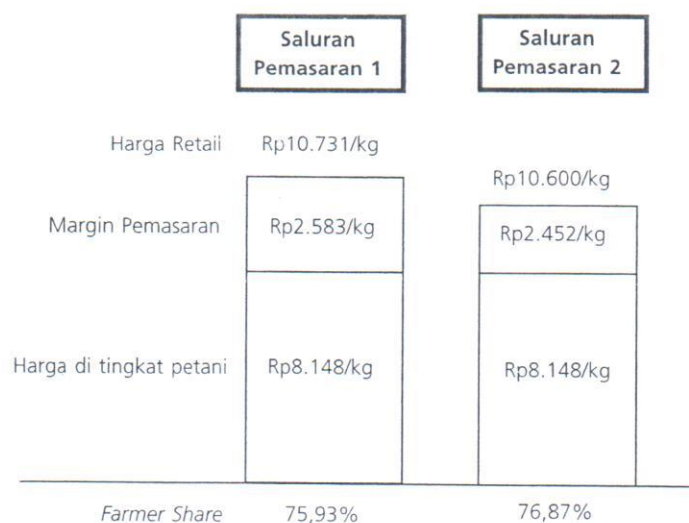 Saluran
Pemasaran 1
Saluran
Pemasaran 2
Harga Retail Rp10.731/kg
Rp10.600/kg
Margin Pemasaran Rp2.583/kg Rp2.452/kg
Harga di tingkat petani Rp8.148/kg Rp8.148/kg
Farmer Share 75,93% 76,87%